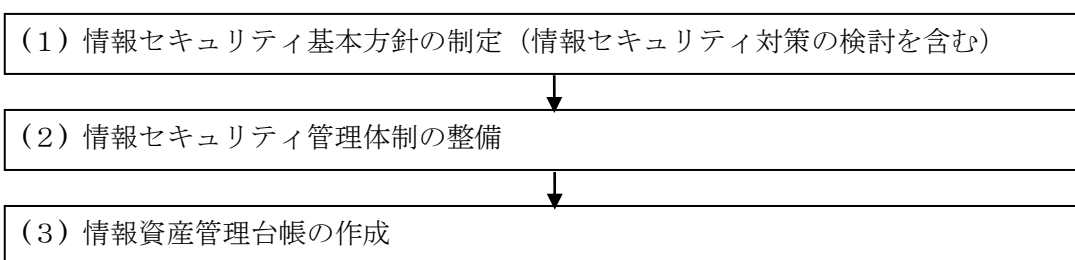 (１) 情報セキュリティ基本方針の制定（情報セキュリティ対策の検討を含む）
(２) 情報セキュリティ管理体制の整備
(３) 情報資産管理台帳の作成